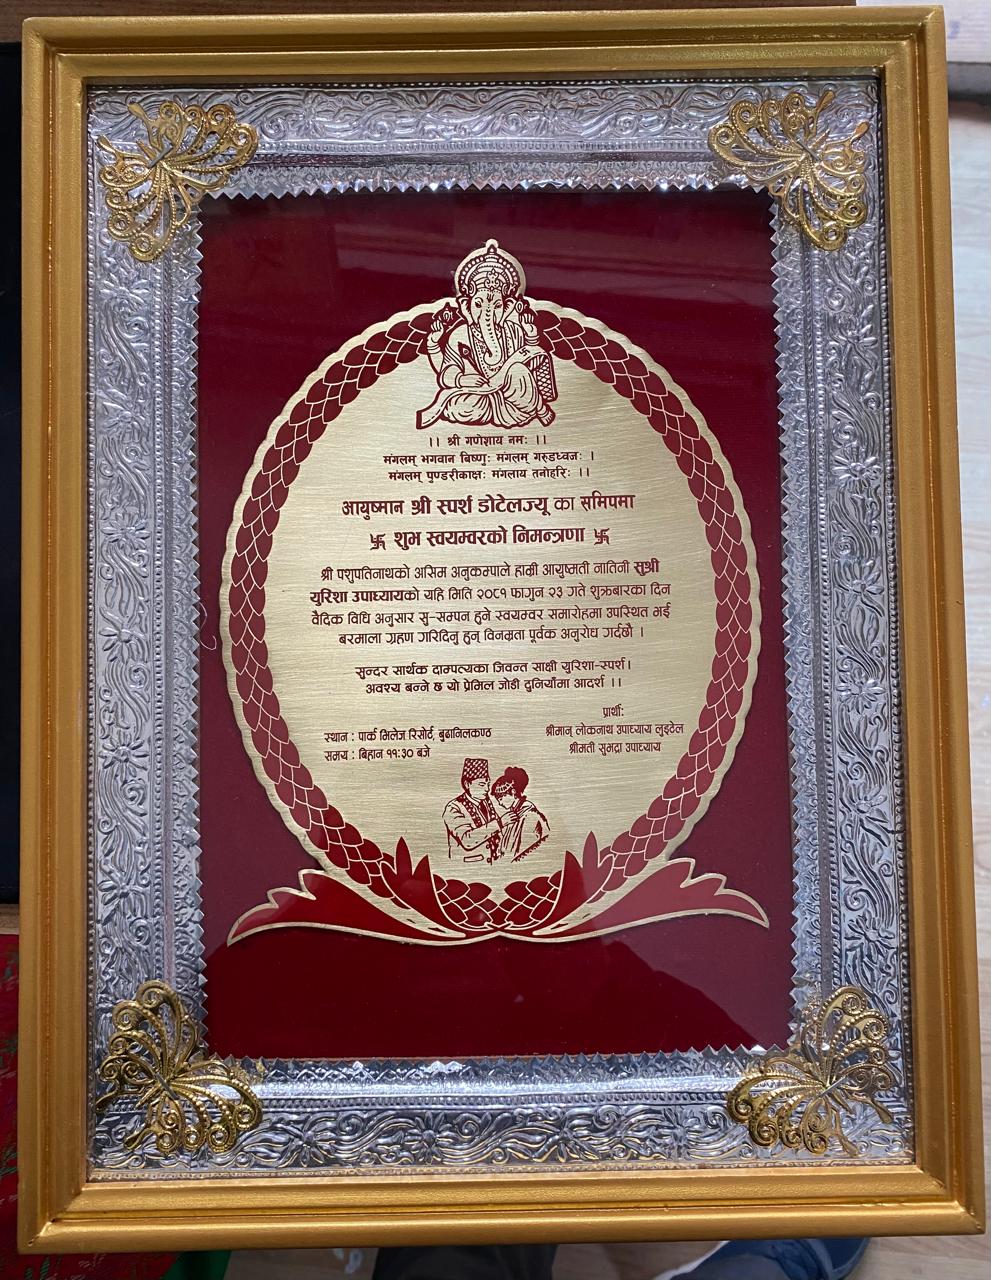 ।। श्री गणेशाय नमः ।।
मंगलम् भगवान बिष्णुः मंगलम् गरुडध्वजः ।
मंगलम् पुण्डरीकाक्षः मंगलाय तनोहरिः ।।
आयुष्मान श्री स्पर्श डोटेलज्यू का समिपमा
卐 शुभ स्वयम्वरको निमन्त्रणा 卐
श्री पशुपतिनाथको असिम अनुकम्पाले हाम्री आयुष्मती नातिनी सुश्री
युरिशा उपाध्यायको यहि मिति २०८१ फागुन २३ गते शुक्रबारका दिन
वैदिक विधि अनुसार सु-सम्पन हुने स्वयम्वर समारोहमा उपस्थित भई
बरमाला ग्रहण गरिदिनु हुन् विनम्रता पूर्वक अनुरोध गर्दछौ ।
सुन्दर सार्थक दाम्पत्यका जिवन्त साक्षी युरिशा-स्पर्श।
अवश्य बन्ने छ यो प्रेमिल जोडी दुनियाँमा आदर्श ।।
प्रार्थी:
स्थान : पार्क भिलेज रिसोर्ट, बुढानिलकण्ठ
श्रीमान् लोकनाथ उपाध्याय लुइटेल
समय : बिहान ११:३० बजे
श्रीमती सुभद्रा उपाध्याय